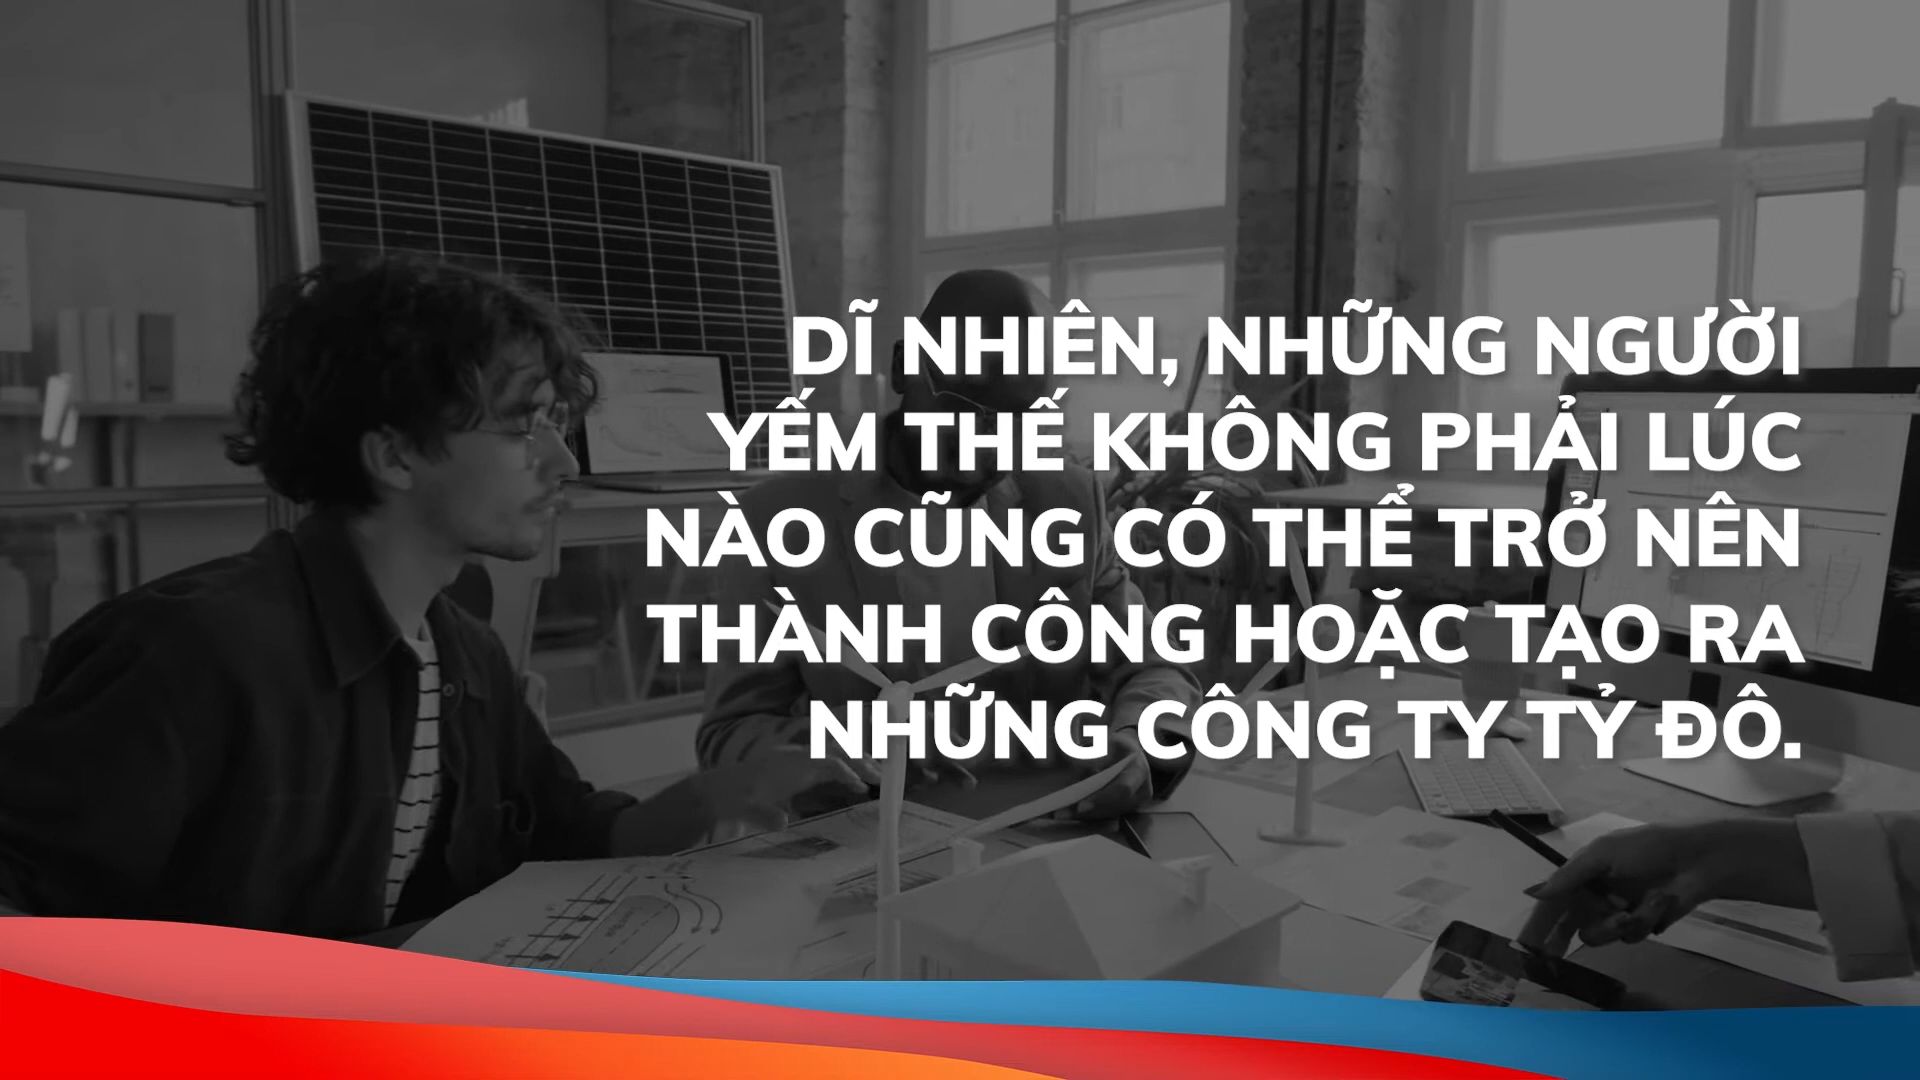 DĨ NHIÊN, NHỮNG NGƯỜI
YẾM THẾ KHÔNG PHẢI LÚC
NÀO CŨNG CÓ THỂ TRỞ NÊN
THÀNH CÔNG HOẶC TẠO RA
NHỮNG CÔNG TY TỶ ĐÔ.